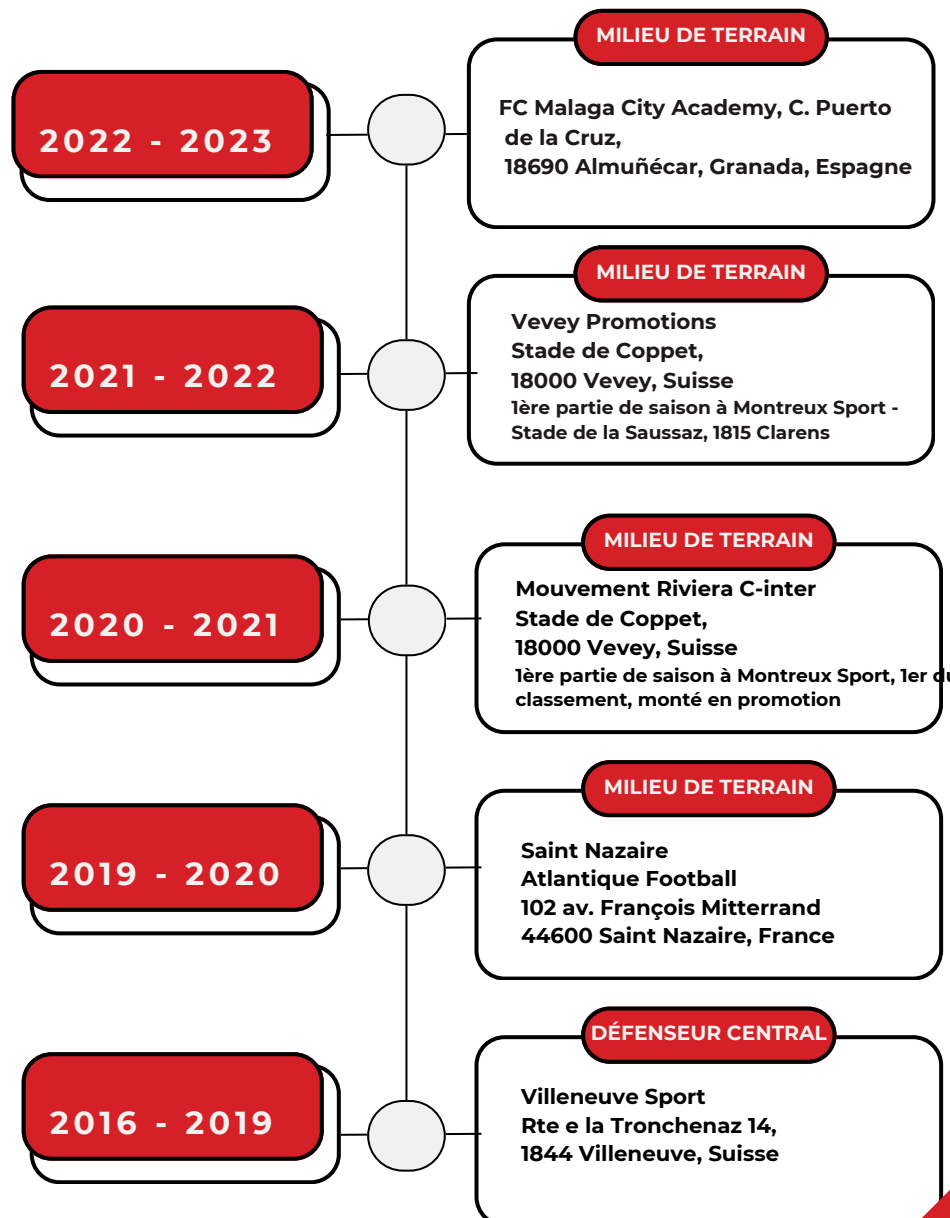 MILIEU DE TERRAIN
2022 - 2023
FC Malaga City Academy, C. Puerto
de la Cruz,
18690 Almuñécar, Granada, Espagne
MILIEU DE TERRAIN
2021 - 2022
Vevey Promotions
Stade de Coppet,
18000 Vevey, Suisse
1ère partie de saison à Montreux Sport -
Stade de la Saussaz, 1815 Clarens
MILIEU DE TERRAIN
2020 - 2021
Mouvement Riviera C-inter
Stade de Coppet,
18000 Vevey, Suisse
1ère partie de saison à Montreux Sport, 1er du
classement, monté en promotion
MILIEU DE TERRAIN
2019 - 2020
Saint Nazaire
Atlantique Football
102 av. François Mitterrand
44600 Saint Nazaire, France
DÉFENSEUR CENTRAL
2016 - 2019
Villeneuve Sport
Rte e la Tronchenaz 14,
1844 Villeneuve, Suisse